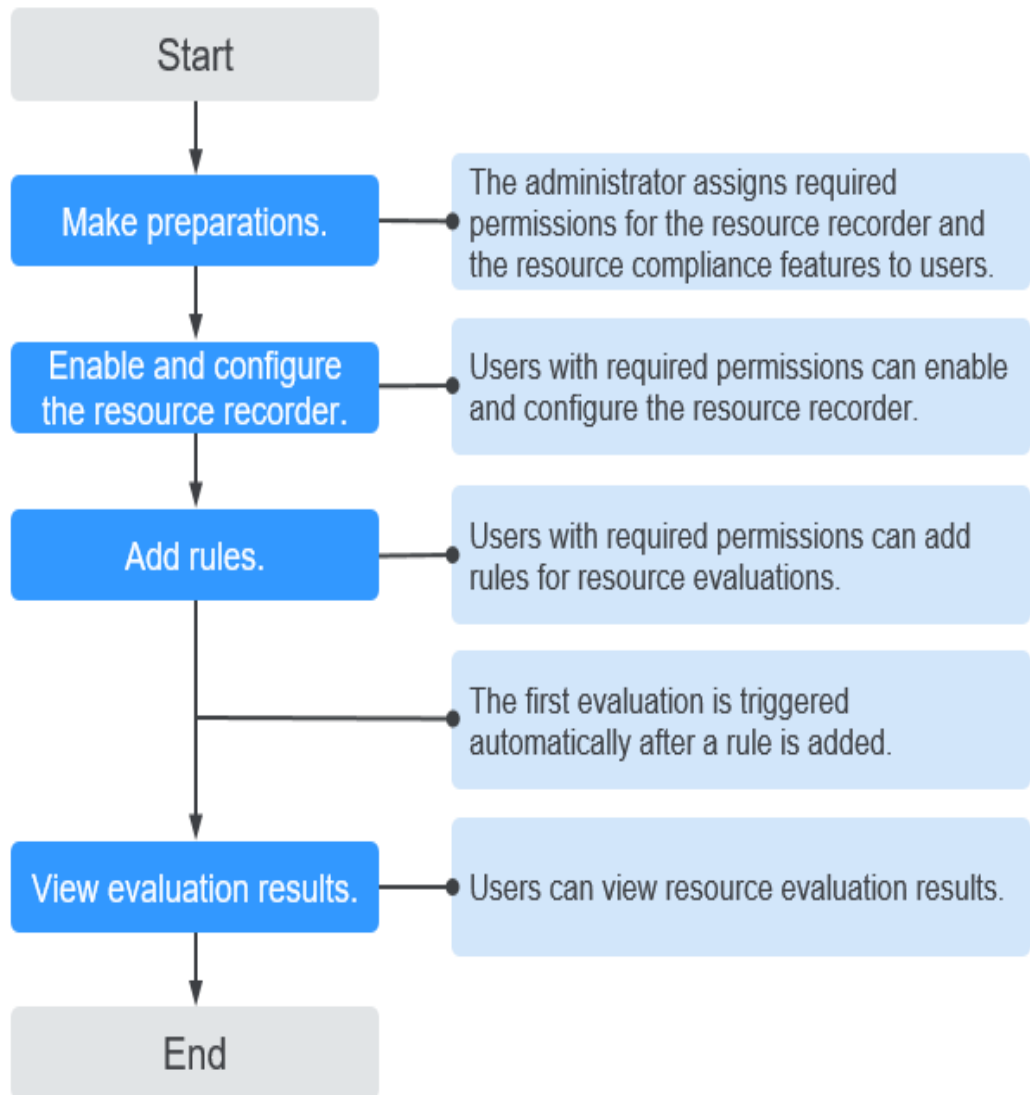 Start
Make preparations.
The administrator assigns required
permissions for the resource recorder and
the resource compliance features to users.
Enable and configure
the resource recorder.
Users with required permissions can enable
and configure the resource recorder.
Add rules.
Users with required permissions can add
rules for resource evaluations.
The first evaluation is triggered
automatically after a rule is added.
View evaluation results.
Users can view resource evaluation results.
End